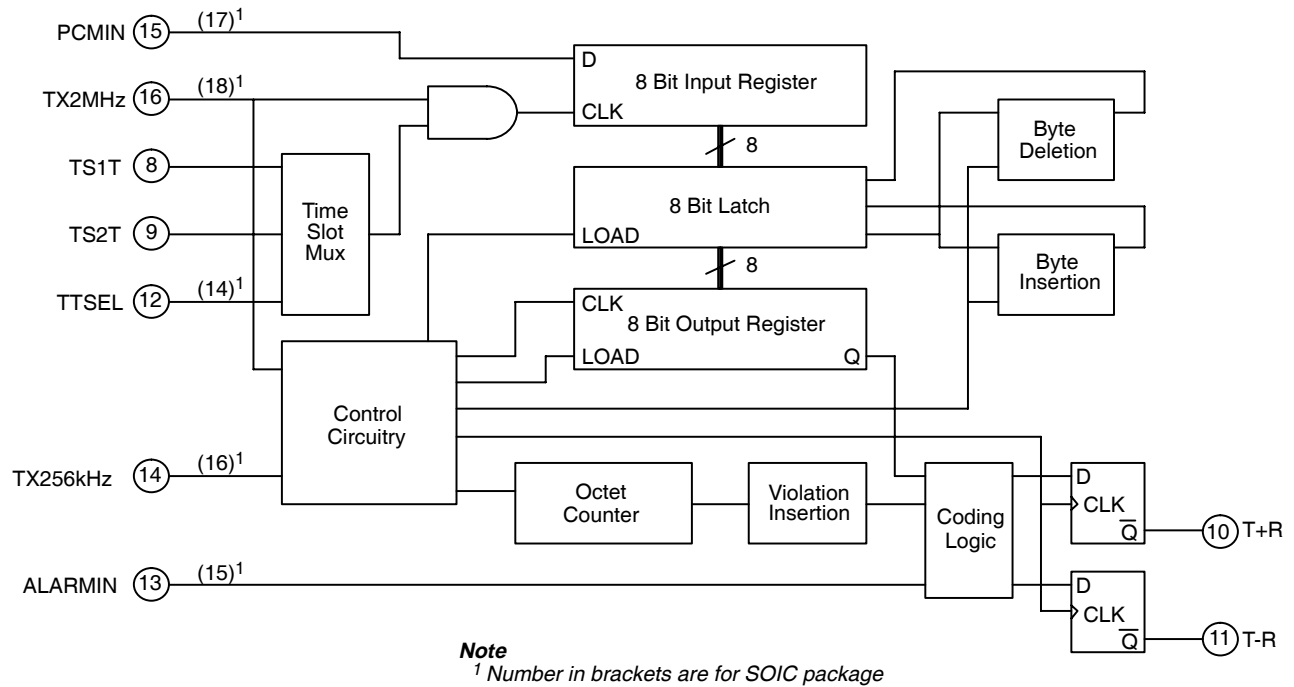 PCMIN 15 (17)1
D
8 Bit Input Register
CLK
TX2MHz 16 (18)1
8
Byte
Deletion
TS1T 8
Time
Slot
Mux
8 Bit Latch
LOAD
TS2T 9
8
Byte
Insertion
TTSEL 12 (14)1
CLK
8 Bit Output Register
LOAD
Q
Control
Circuitry
TX256kHz 14 (16)1
Octet
Counter
Violation
Insertion
Coding
Logic
D
CLK
Q
10 T+R
ALARMIN 13 (15)1
D
CLK
Q
11 T-R
Note
1 Number in brackets are for SOIC package